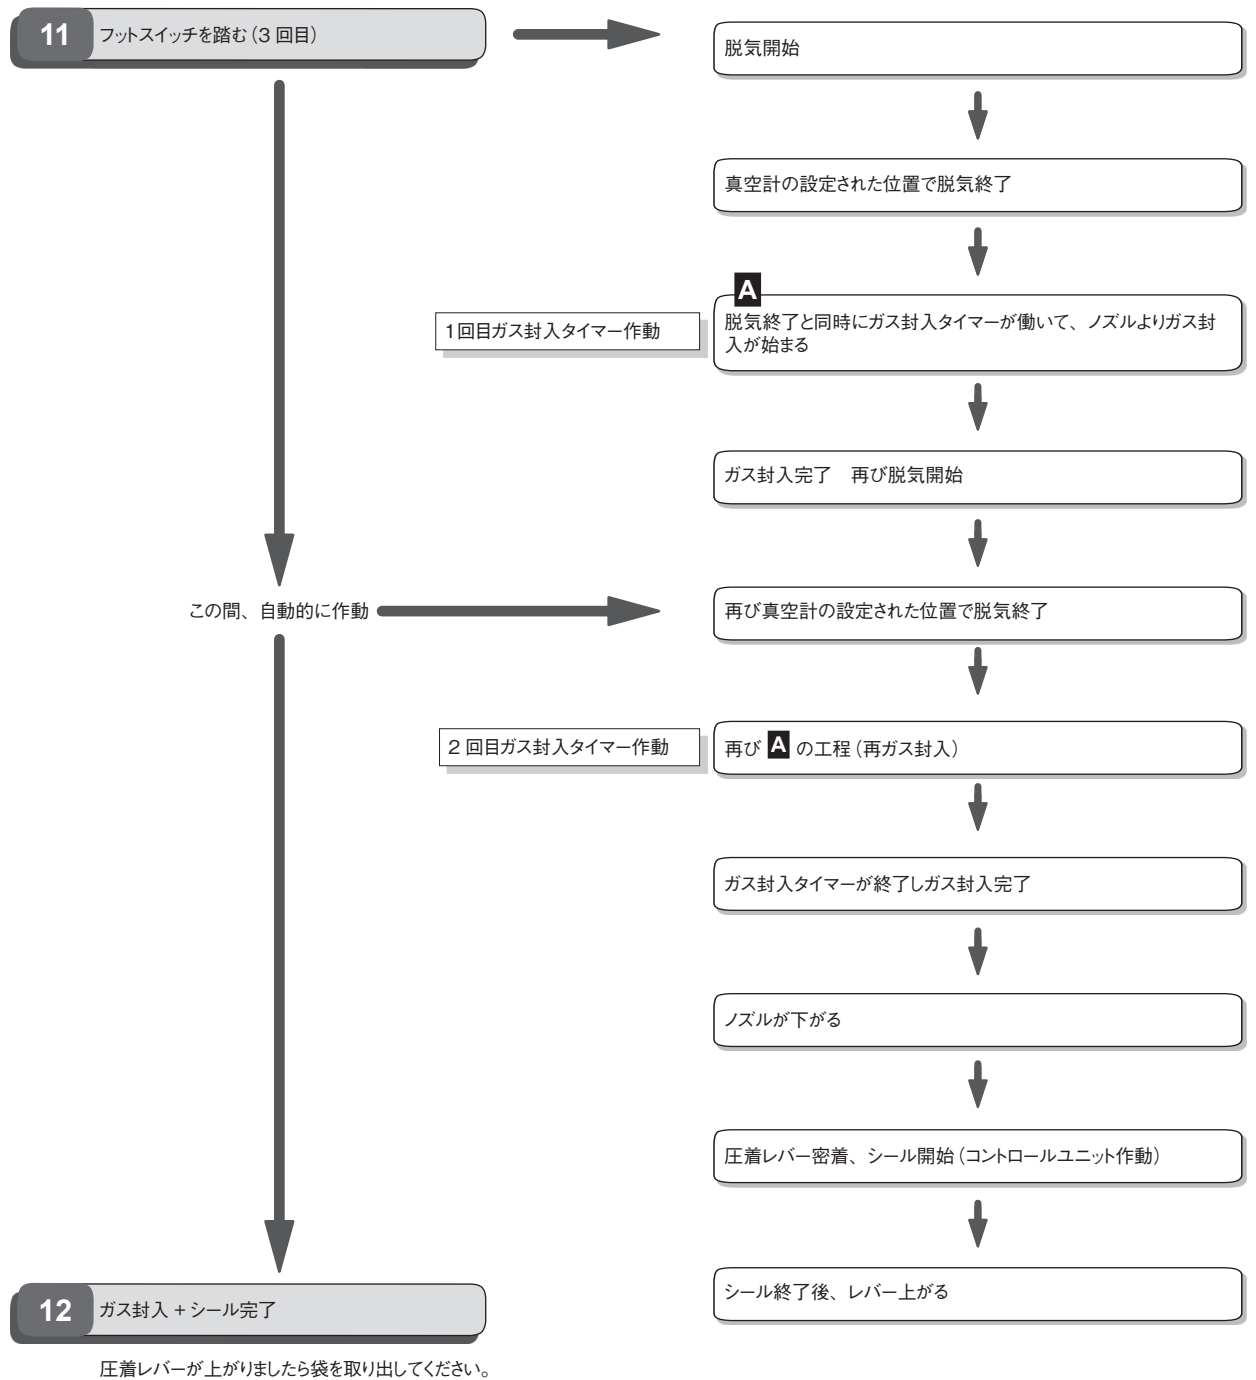 11 フットスイッチを踏む（3 回目）
脱気開始
真空計の設定された位置で脱気終了
1回目ガス封入タイマー作動
A
脱気終了と同時にガス封入タイマーが働いて、ノズルよりガス封
入が始まる
ガス封入完了　再び脱気開始
この間、自動的に作動
再び真空計の設定された位置で脱気終了
2 回目ガス封入タイマー作動
再び A の工程（再ガス封入）
ガス封入タイマーが終了しガス封入完了
ノズルが下がる
圧着レバー密着、シール開始（コントロールユニット作動）
シール終了後、レバー上がる
12 ガス封入 + シール完了
圧着レバーが上がりましたら袋を取り出してください。